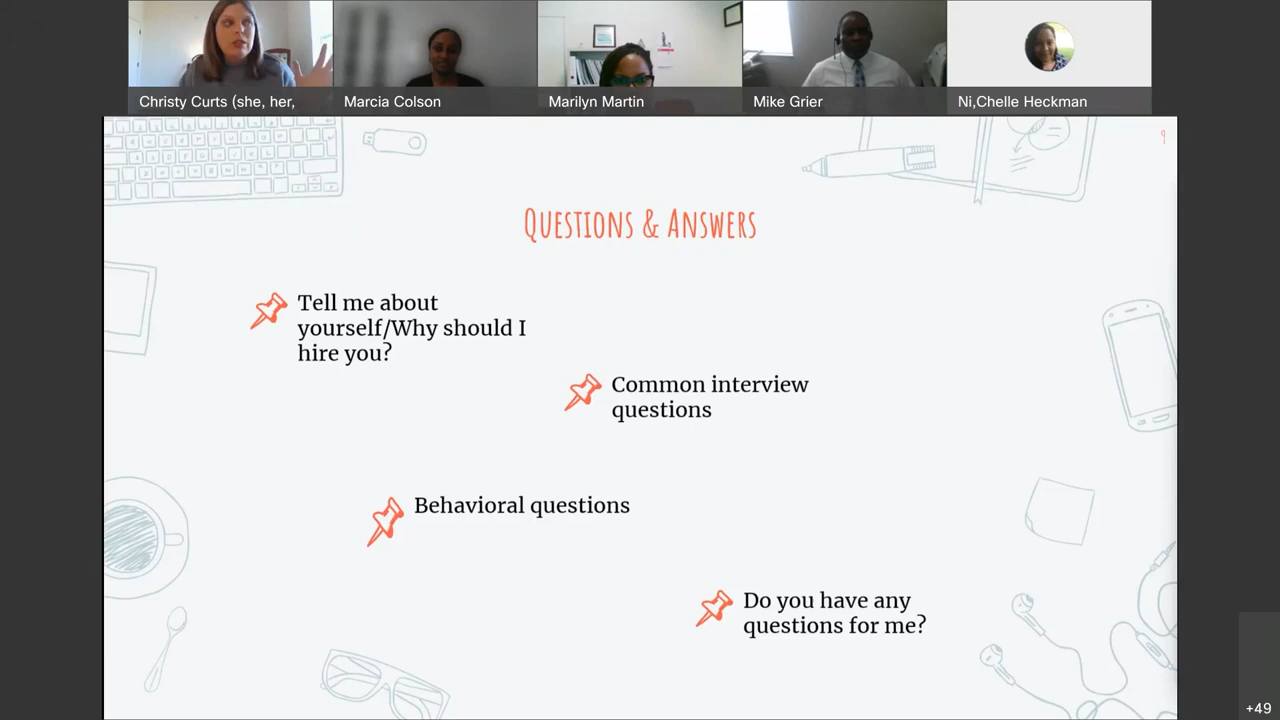 Christy Curts (she, her,
Marcia Colson
Marilyn Martin
Mike Grier
Ni,Chelle Heckman
9
Questions & Answers
Tell me about
yourself/Why should I
hire you?
Common interview
questions
Behavioral questions
Do you have any
questions for me?
+49